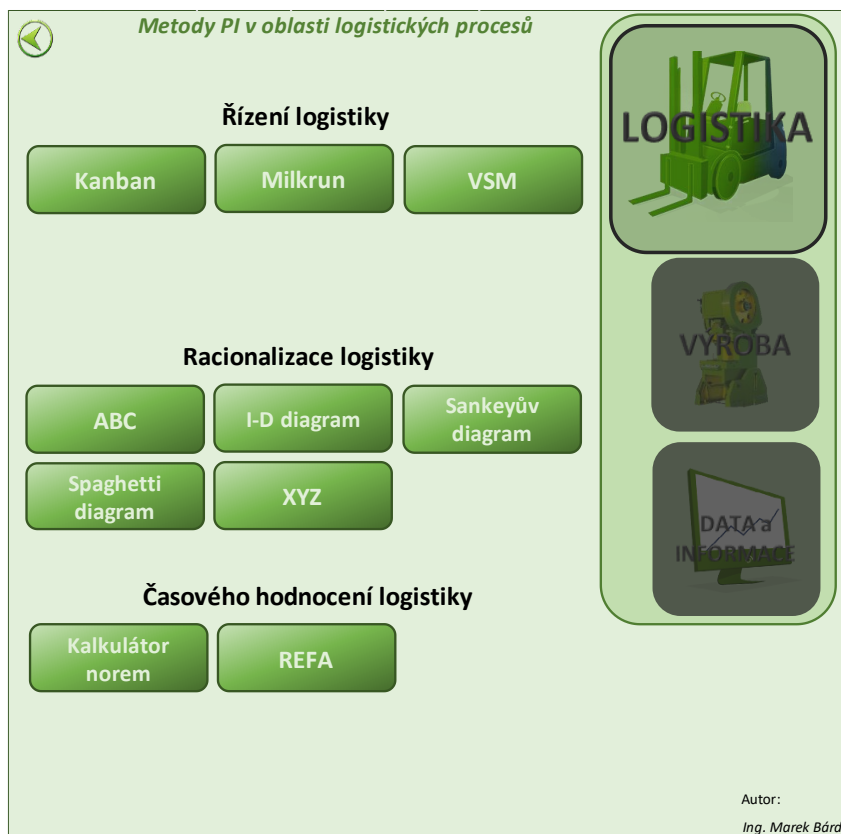 Metody PI v oblasti logistických procesů
Řízení logistiky
Kanban
Milkrun
VSM
Racionalizace logistiky
ABC
I-D diagram
Sankeyův
diagram
Spaghetti
diagram
XYZ
Časového hodnocení logistiky
Kalkulátor
norem
REFA
LOGISTIKA
VÝROBA
DATA a
INFORMACE
Autor:
Ing. Marek Bárd